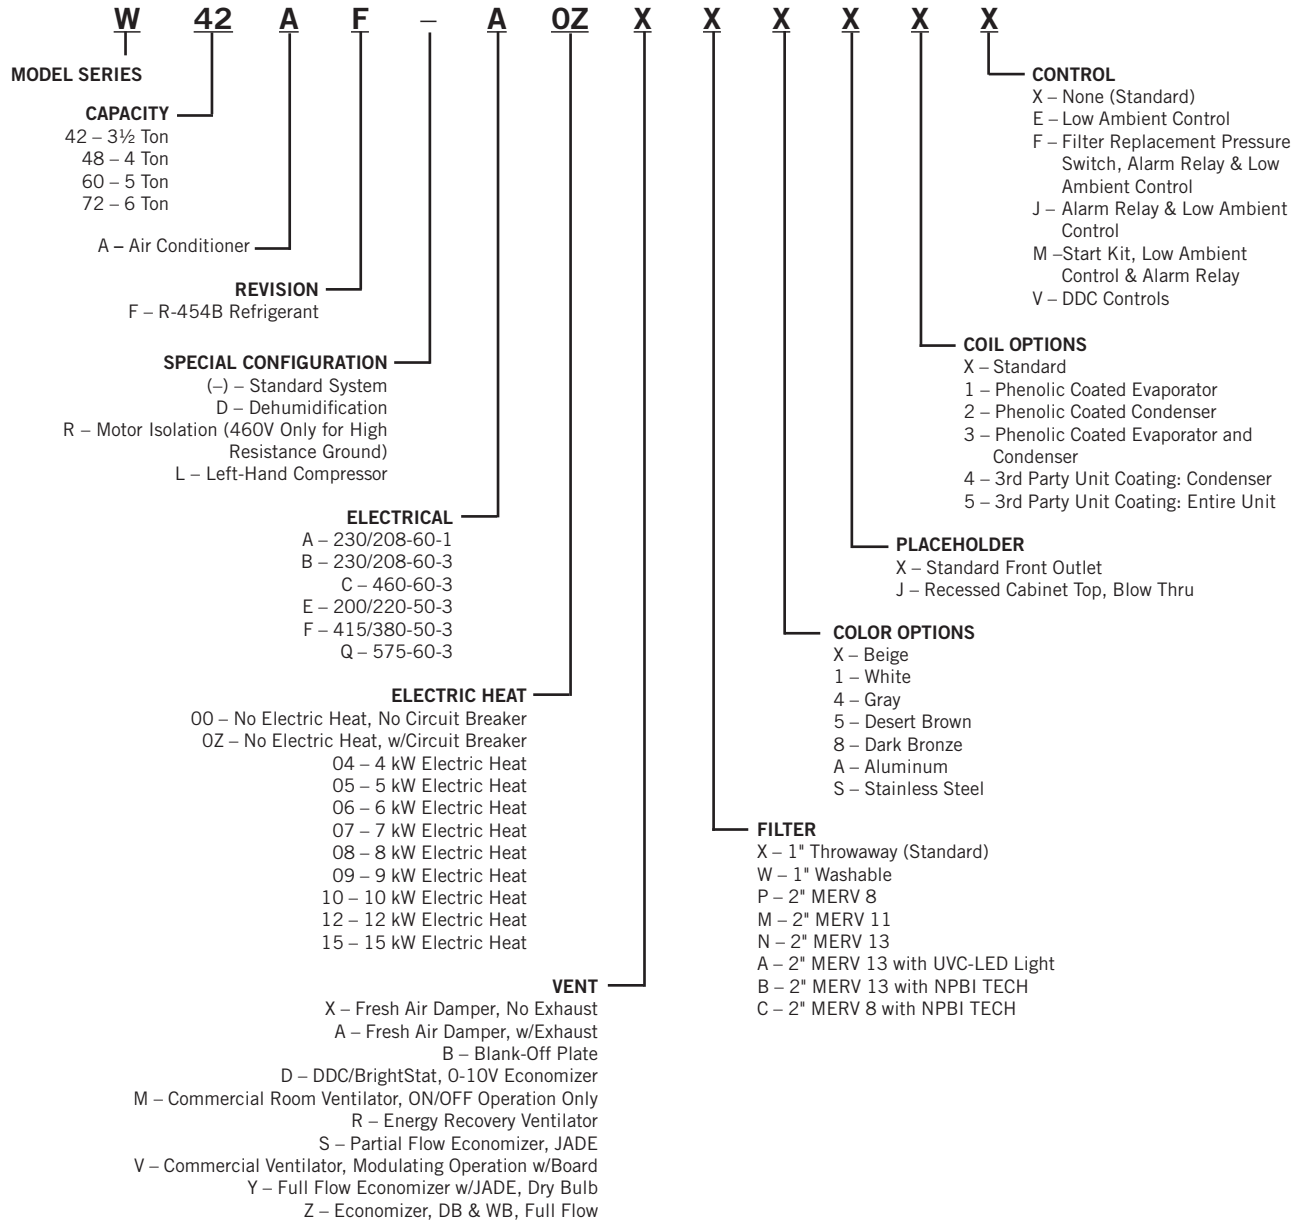 W 42 A F – A 0Z X X X X X X
MODEL SERIES
CAPACITY
42 – 3½ Ton
48 – 4 Ton
60 – 5 Ton
72 – 6 Ton
A – Air Conditioner
REVISION
F – R-454B Refrigerant
SPECIAL CONFIGURATION
(–) – Standard System
D – Dehumidification
R – Motor Isolation (460V Only for High
Resistance Ground)
L – Left-Hand Compressor
ELECTRICAL
A – 230/208-60-1
B – 230/208-60-3
C – 460-60-3
E – 200/220-50-3
F – 415/380-50-3
Q – 575-60-3
ELECTRIC HEAT
00 – No Electric Heat, No Circuit Breaker
0Z – No Electric Heat, w/Circuit Breaker
04 – 4 kW Electric Heat
05 – 5 kW Electric Heat
06 – 6 kW Electric Heat
07 – 7 kW Electric Heat
08 – 8 kW Electric Heat
09 – 9 kW Electric Heat
10 – 10 kW Electric Heat
12 – 12 kW Electric Heat
15 – 15 kW Electric Heat
VENT
X – Fresh Air Damper, No Exhaust
A – Fresh Air Damper, w/Exhaust
B – Blank-Off Plate
D – DDC/BrightStat, 0-10V Economizer
M – Commercial Room Ventilator, ON/OFF Operation Only
R – Energy Recovery Ventilator
S – Partial Flow Economizer, JADE
V – Commercial Ventilator, Modulating Operation w/Board
Y – Full Flow Economizer w/JADE, Dry Bulb
Z – Economizer, DB & WB, Full Flow
FILTER
X – 1" Throwaway (Standard)
W – 1" Washable
P – 2" MERV 8
M – 2" MERV 11
N – 2" MERV 13
A – 2" MERV 13 with UVC-LED Light
B – 2" MERV 13 with NPBI TECH
C – 2" MERV 8 with NPBI TECH
COLOR OPTIONS
X – Beige
1 – White
4 – Gray
5 – Desert Brown
8 – Dark Bronze
A – Aluminum
S – Stainless Steel
PLACEHOLDER
X – Standard Front Outlet
J – Recessed Cabinet Top, Blow Thru
COIL OPTIONS
X – Standard
1 – Phenolic Coated Evaporator
2 – Phenolic Coated Condenser
3 – Phenolic Coated Evaporator and
Condenser
4 – 3rd Party Unit Coating: Condenser
5 – 3rd Party Unit Coating: Entire Unit
CONTROL
X – None (Standard)
E – Low Ambient Control
F – Filter Replacement Pressure
Switch, Alarm Relay & Low
Ambient Control
J – Alarm Relay & Low Ambient
Control
M –Start Kit, Low Ambient
Control & Alarm Relay
V – DDC Controls